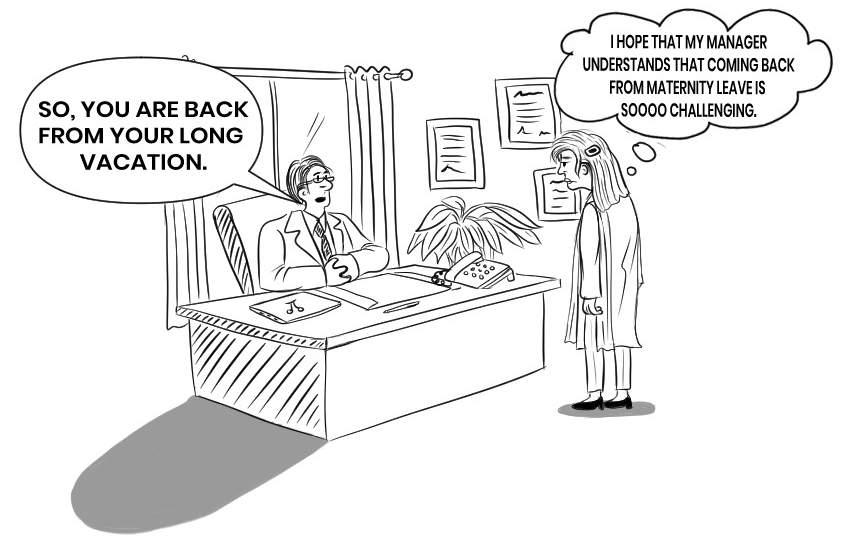 SO, YOU ARE BACK
FROM YOUR LONG
VACATION.
I HOPE THAT MY MANAGER
UNDERSTANDS THAT COMING BACK
FROM MATERNITY LEAVE IS
SOOOO CHALLENGING.